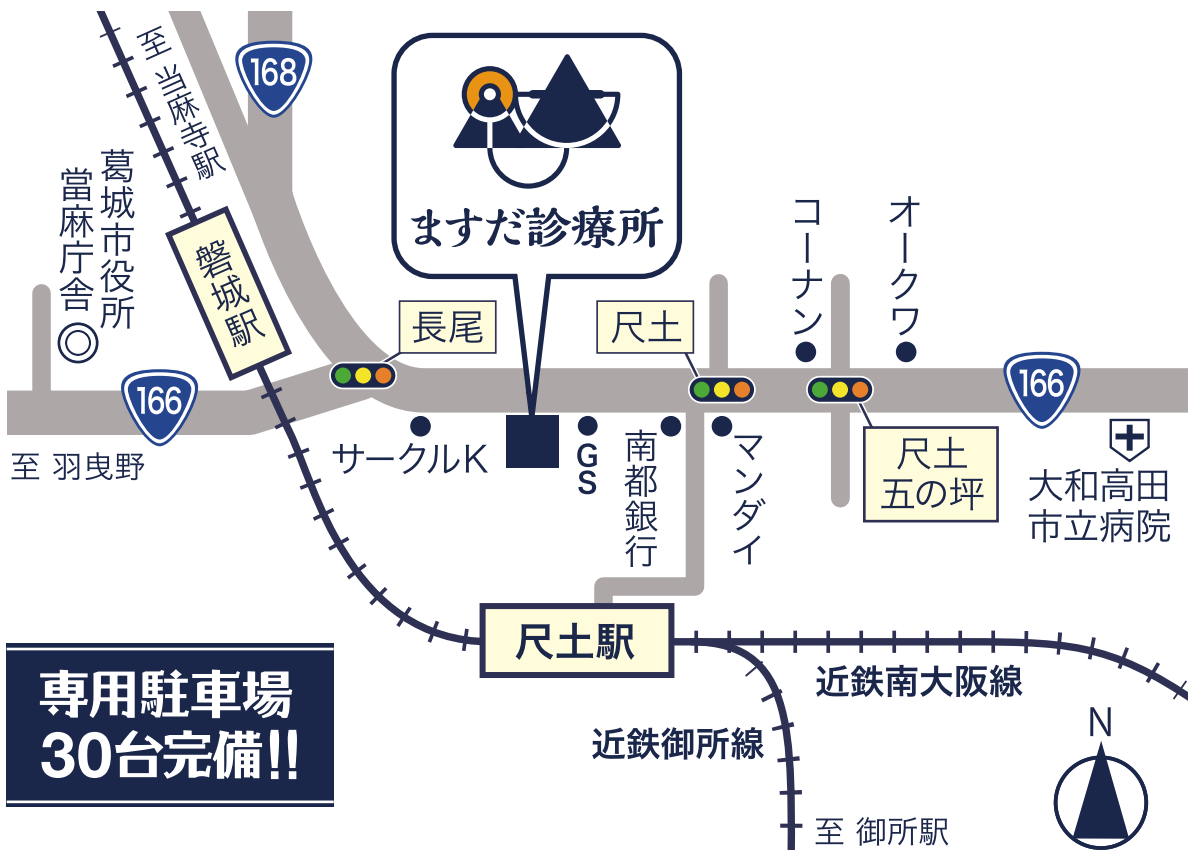 至 当麻寺駅
168
葛城市役所
當麻庁舎
磐城駅
ますだ診療所
長尾
尺土
コーナン
オークワ
166
至 羽曳野
サークルK
GS
南都銀行
マンダイ
尺土
五の坪
166
大和高田
市立病院
尺土駅
近鉄南大阪線
近鉄御所線
至 御所駅
専用駐車場
30台完備!!
N